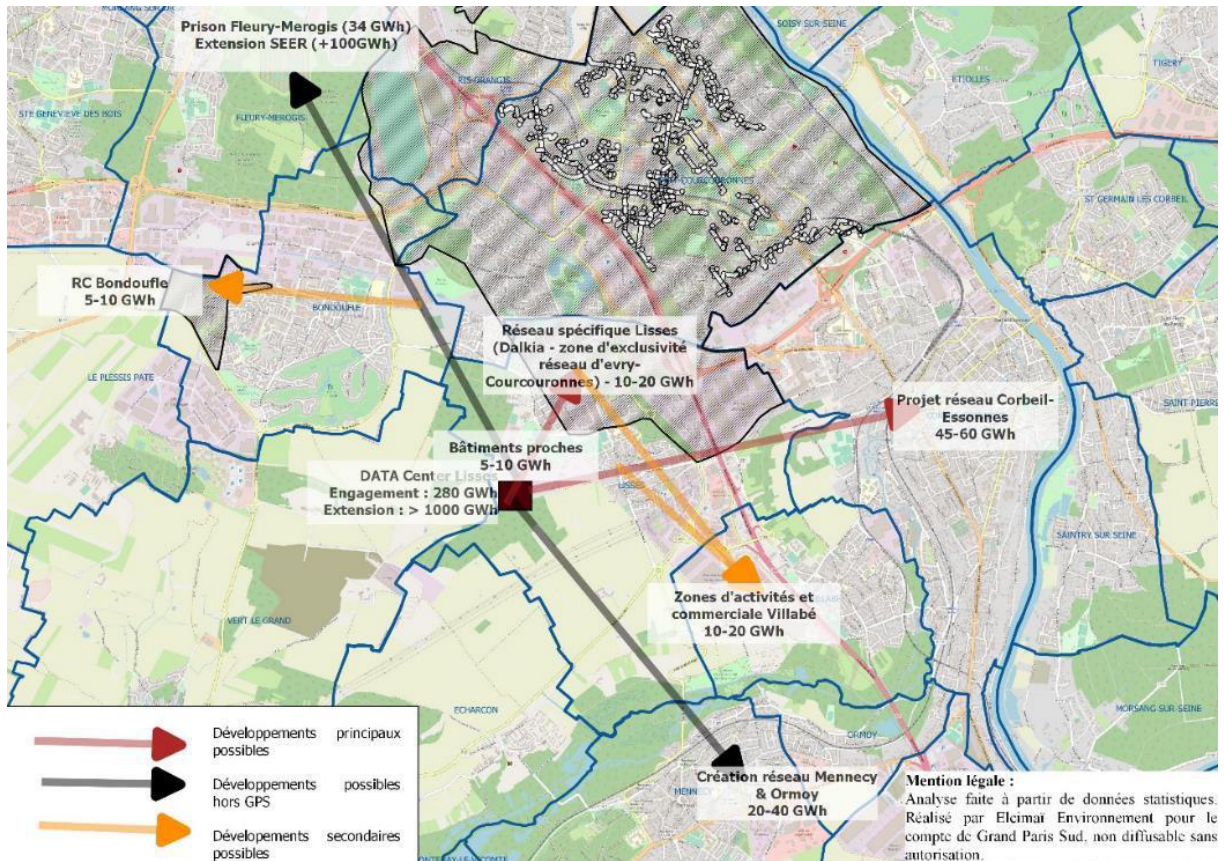 Prison Fleury-Merogis (34 GWh)
Extension SEER (+100GWh)
SOISY SUR SEINE
TIGERY
ETIOLLES
RIS-ORANGIS
STE GENEVIEVE DES BOIS
FLEURY-MEROGIS
ST GERMAIN LES CORBEIL
RC Bondoufle
5-10 GWh
BONDOUFLE
Réseau spécifique Lisses
(Dalkia - zone d'exclusivité
réseau d'evry-
Courcouronnes) - 10-20 GWh
LE PLESSIS PATE
Projet réseau Corbeil-
Essonnes
45-60 GWh
SAINT-PIERRE
Bâtiments proches
5-10 GWh
DATA Center Lisses
Engagement : 280 GWh
Extension : > 1000 GWh
LISSES
SAINTRY SUR SEINE
Zones d'activités et
commerciale Villabé
10-20 GWh
VERT LE GRAND
ECHARCON
MORSANG-SUR-SEINE
ORMOY
Création réseau Mennecy
& Ormoy
20-40 GWh
MENNECY
FONTENAY-LE-VICOMTE
Développements principaux
possibles
Développements possibles
hors GPS
Dévelopements secondaires
possibles
Mention légale :
Analyse faite à partir de données statistiques.
Réalisé par Elcimaï Environnement pour le
compte de Grand Paris Sud, non diffusable sans
autorisation.